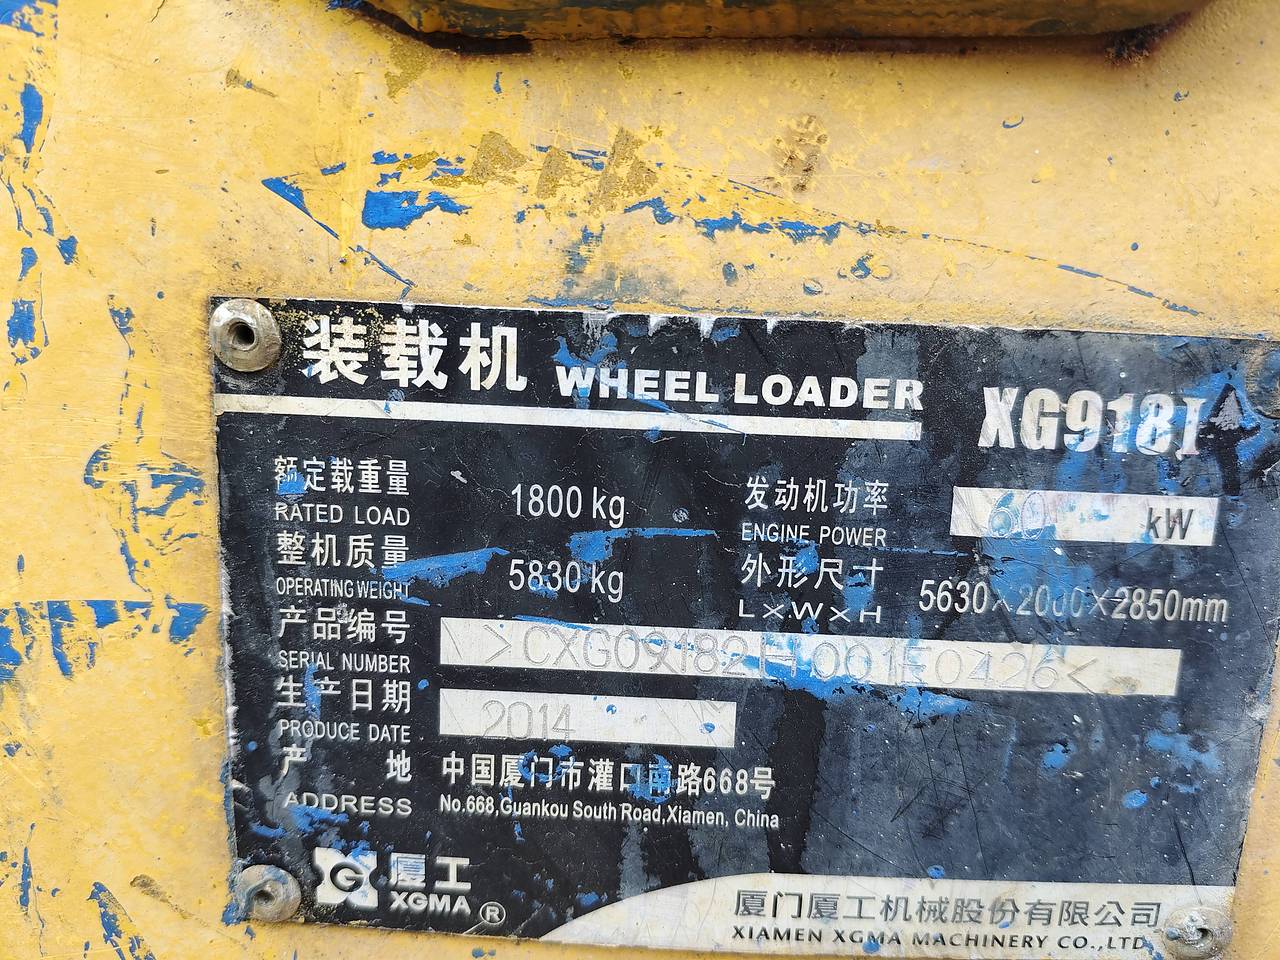 装载机 WHEEL LOADER XG918I
额定载重量
RATED LOAD 1800 kg
发动机功率
ENGINE POWER 60 kW
整机质量
OPERATING WEIGHT 5830 kg
外形尺寸
L×W×H 5630×2000×2850mm
产品编号
SERIAL NUMBER >CXG09182HH001E0426<
生产日期
PRODUCE DATE 2014
产 地 中国厦门市灌口南路668号
ADDRESS No.668,Guankou South Road,Xiamen, China
厦工
XGMA ®
厦门厦工机械股份有限公司
XIAMEN XGMA MACHINERY CO.,LTD